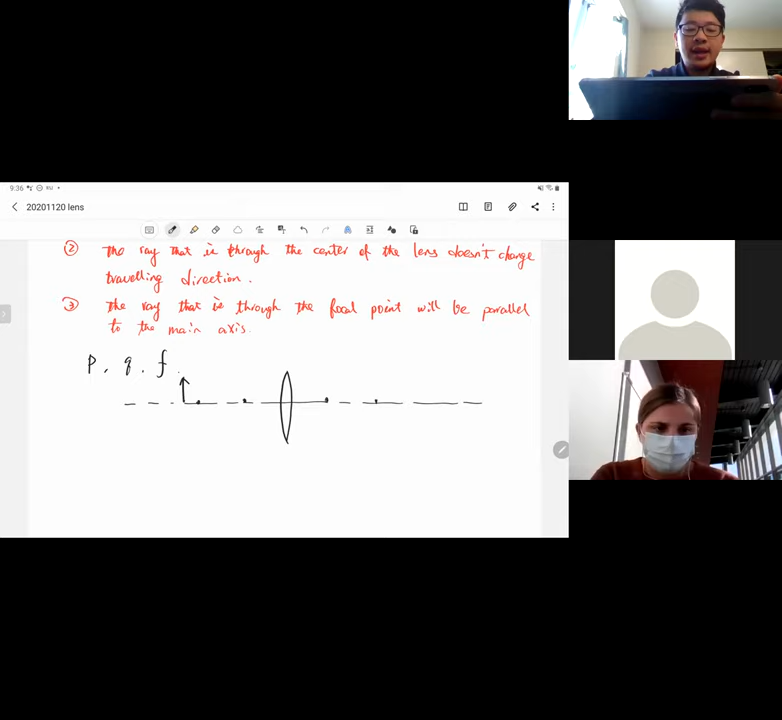 9:36 KU
20201120 lens
② the ray that is through the center of the lens doesn't change
travelling direction.
③ the ray that is through the focal point will be parallel
to the main axis.
P, q, f.